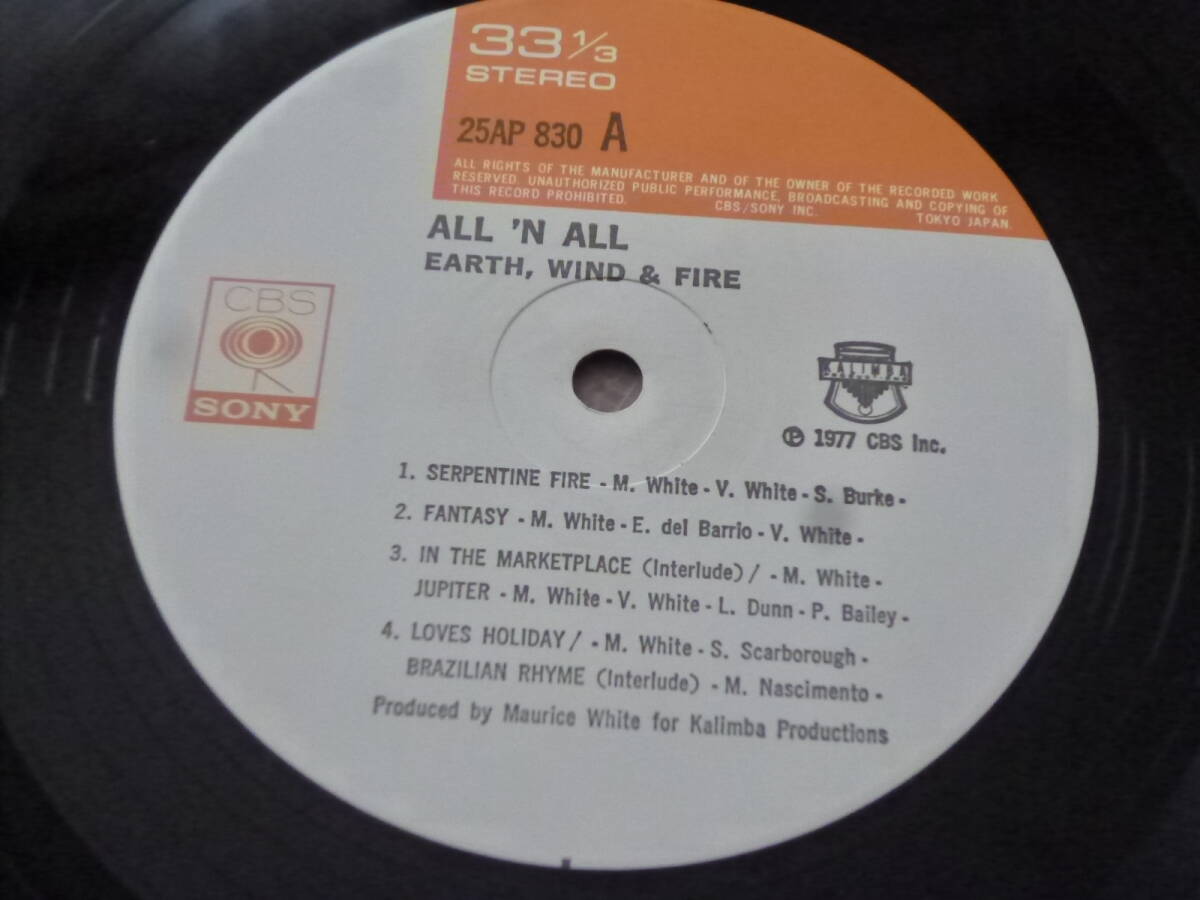 33 1/3
STEREO
25AP 830 A
ALL RIGHTS OF THE MANUFACTURER AND OF THE OWNER OF THE RECORDED WORK
RESERVED. UNAUTHORIZED PUBLIC PERFORMANCE, BROADCASTING AND COPYING OF
THIS RECORD PROHIBITED. CBS/SONY INC. TOKYO JAPAN.
ALL 'N ALL
EARTH, WIND & FIRE
CBS
SONY
KALIMBA
℗ 1977 CBS Inc.
1. SERPENTINE FIRE - M. White - V. White - S. Burke -
2. FANTASY - M. White - E. del Barrio - V. White -
3. IN THE MARKETPLACE (Interlude) / - M. White -
JUPITER - M. White - V. White - L. Dunn - P. Bailey -
4. LOVES HOLIDAY / - M. White - S. Scarborough -
BRAZILIAN RHYME (Interlude) - M. Nascimento -
Produced by Maurice White for Kalimba Productions